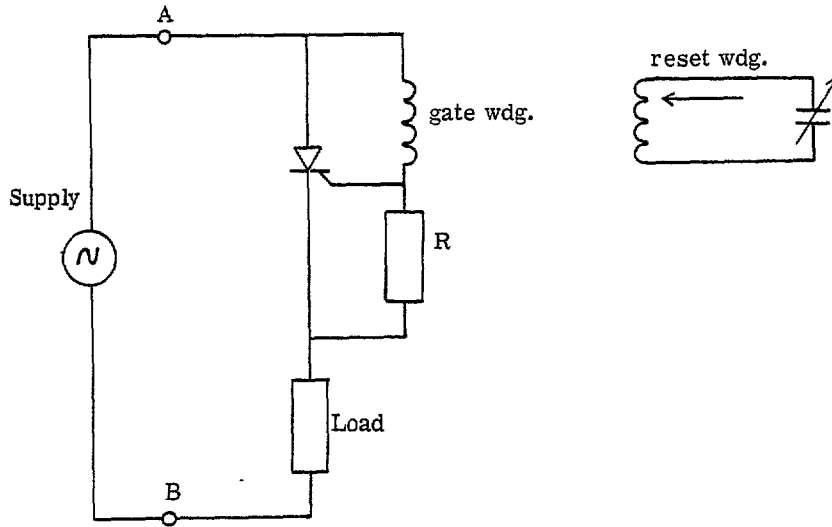 A
reset wdg.
gate wdg.
Supply
R
Load
B